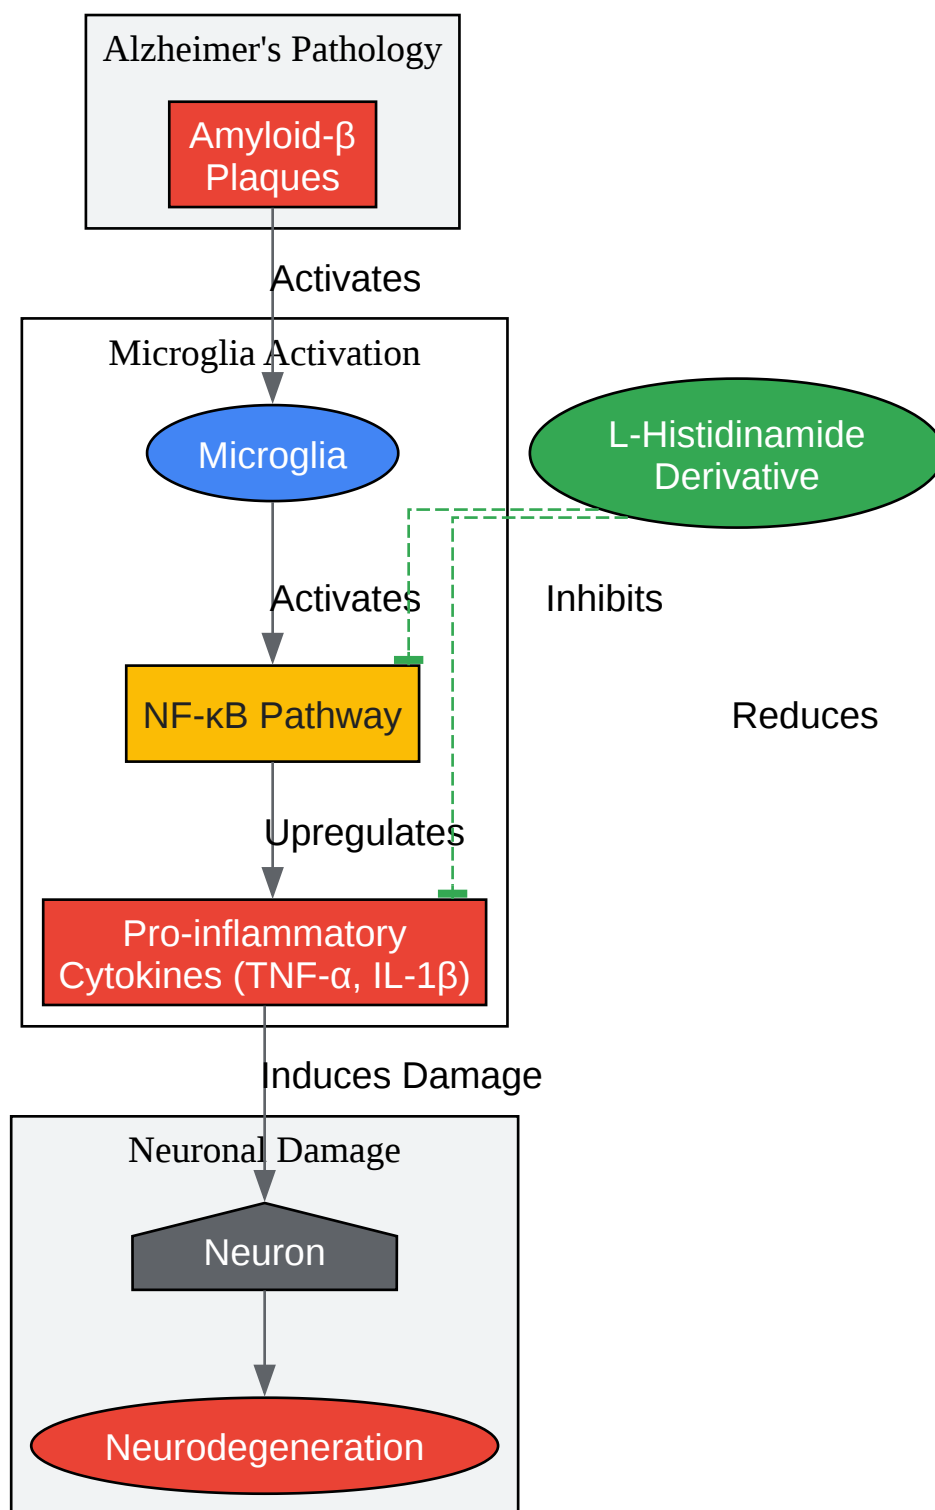 Alzheimer's Pathology
Amyloid-β
Plaques
Activates
Microglia Activation
Microglia
L-Histidinamide
Derivative
Activates
Inhibits
NF-κB Pathway
Reduces
Upregulates
Pro-inflammatory
Cytokines (TNF-α, IL-1β)
Induces Damage
Neuronal Damage
Neuron
Neurodegeneration